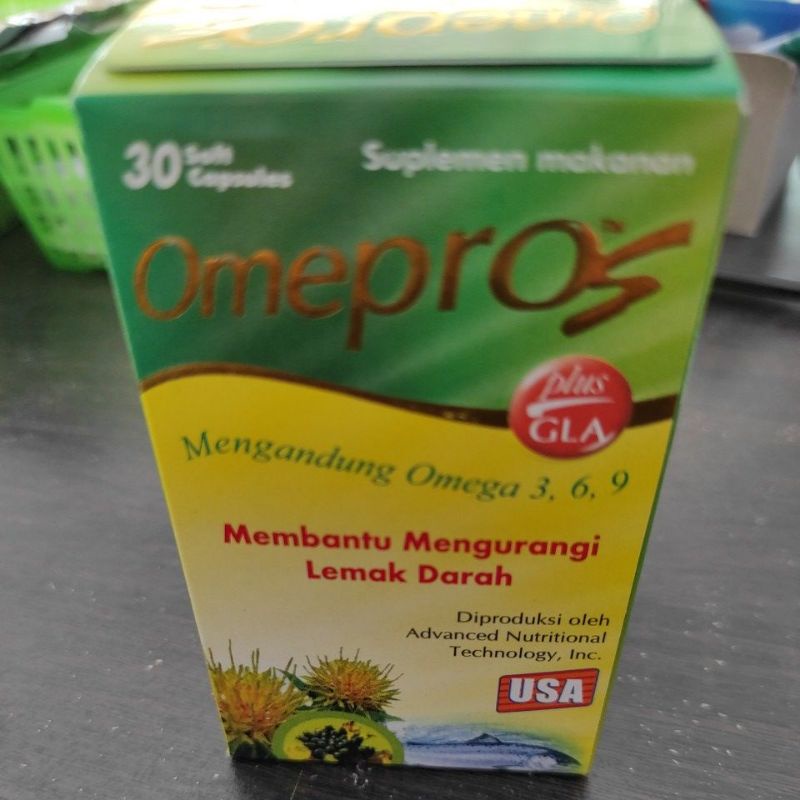 Omepros
30 Soft Capsules
Suplemen makanan
Omepro's
plus
GLA
Mengandung Omega 3, 6, 9
Membantu Mengurangi
Lemak Darah
Diproduksi oleh
Advanced Nutritional
Technology, Inc.
USA